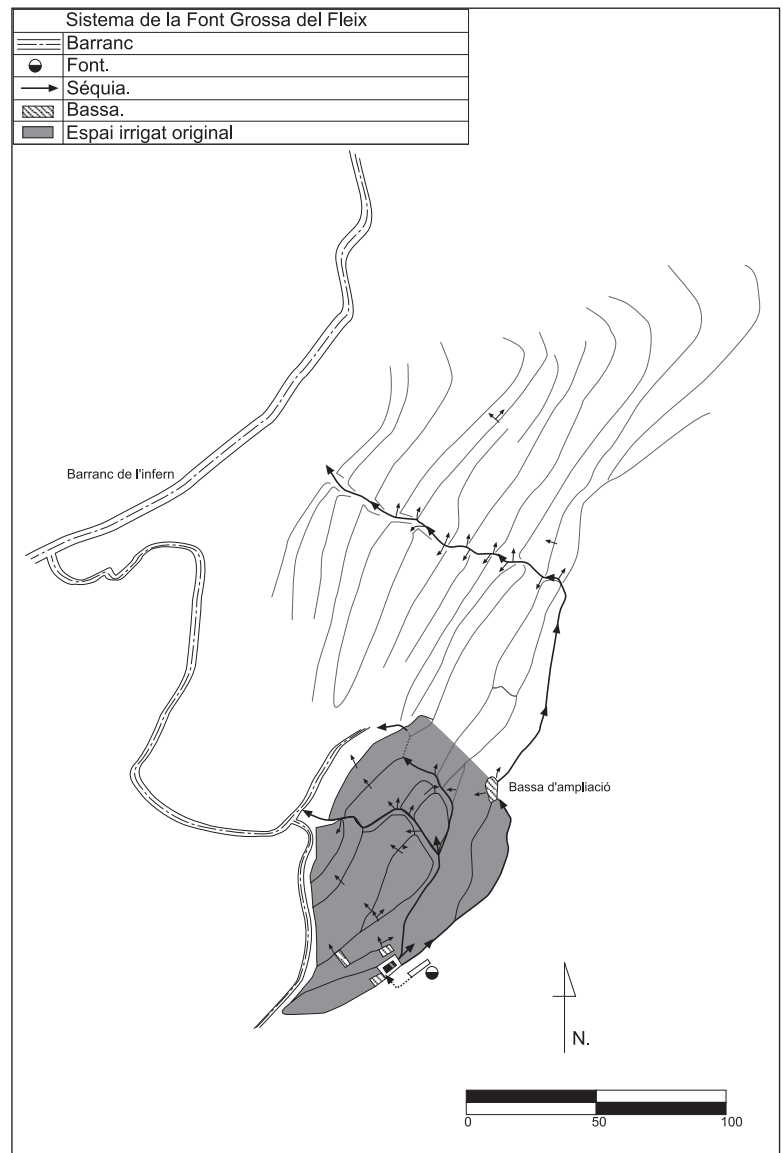 Sistema de la Font Grossa del Fleix
Barranc
Font.
Séquia.
Bassa.
Espai irrigat original
Barranc de l'infern
Bassa d'ampliació
N.
0 50 100